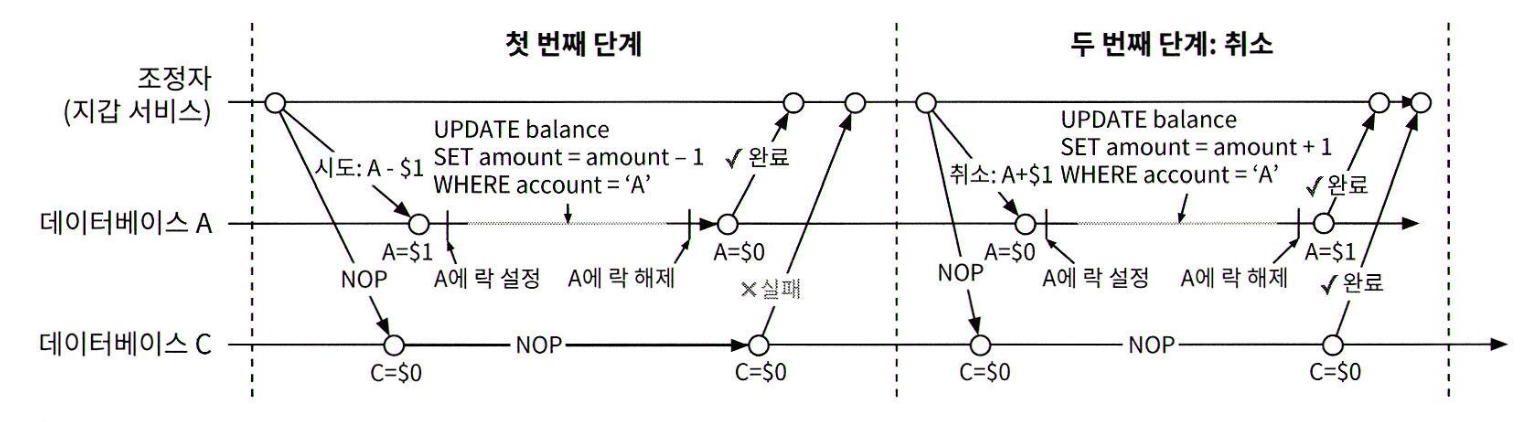 첫 번째 단계
두 번째 단계: 취소
조정자
(지갑 서비스)
시도: A - $1
UPDATE balance
SET amount = amount – 1
WHERE account = ‘A’
✓ 완료
취소: A+$1
UPDATE balance
SET amount = amount + 1
WHERE account = ‘A’
✓ 완료
데이터베이스 A
A=$1
A에 락 설정
A에 락 해제
A=$0
A=$0
A에 락 설정
A에 락 해제
A=$1
NOP
✕ 실패
NOP
✓ 완료
데이터베이스 C
NOP
NOP
C=$0
C=$0
C=$0
C=$0